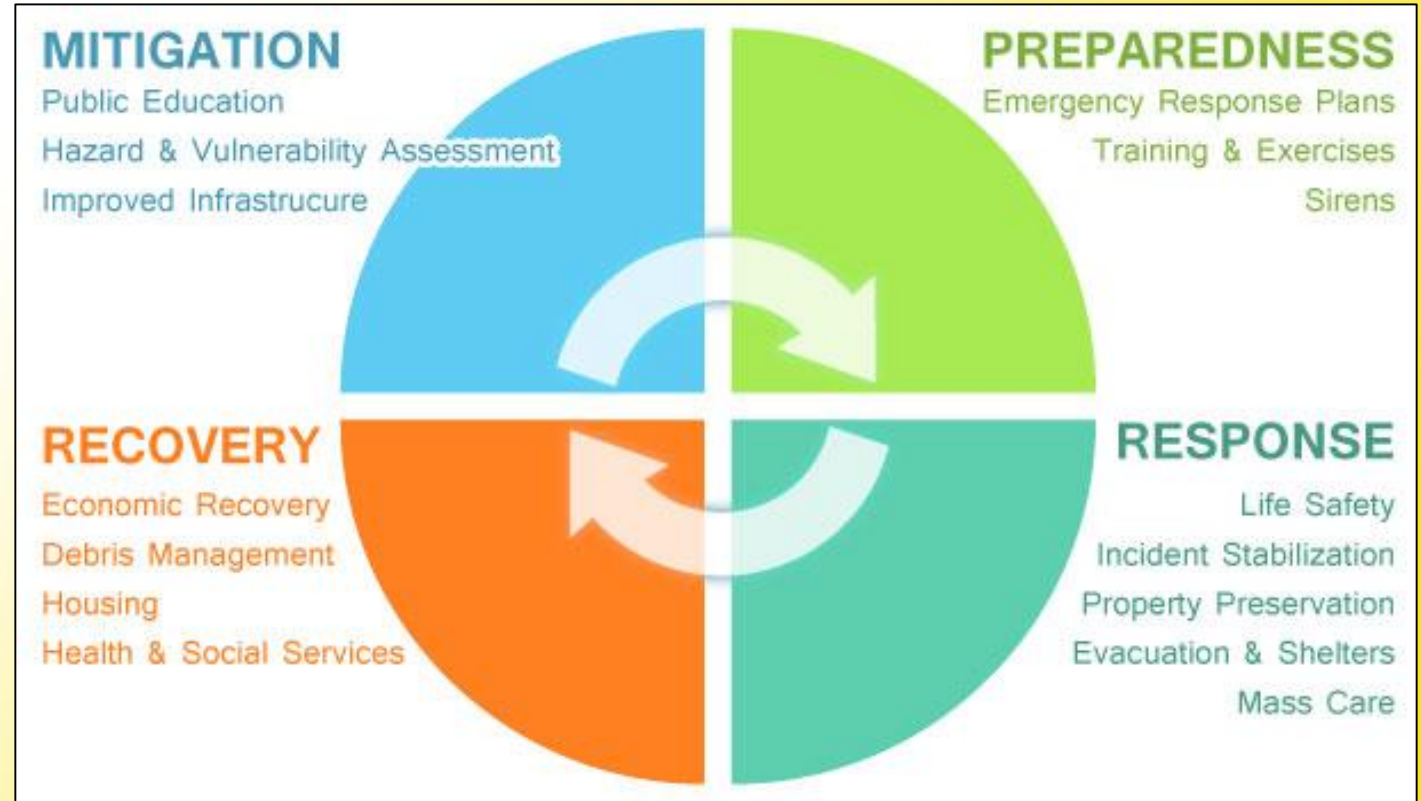 MITIGATION
Public Education
Hazard & Vulnerability Assessment
Improved Infrastrucure
PREPAREDNESS
Emergency Response Plans
Training & Exercises
Sirens
RECOVERY
Economic Recovery
Debris Management
Housing
Health & Social Services
RESPONSE
Life Safety
Incident Stabilization
Property Preservation
Evacuation & Shelters
Mass Care